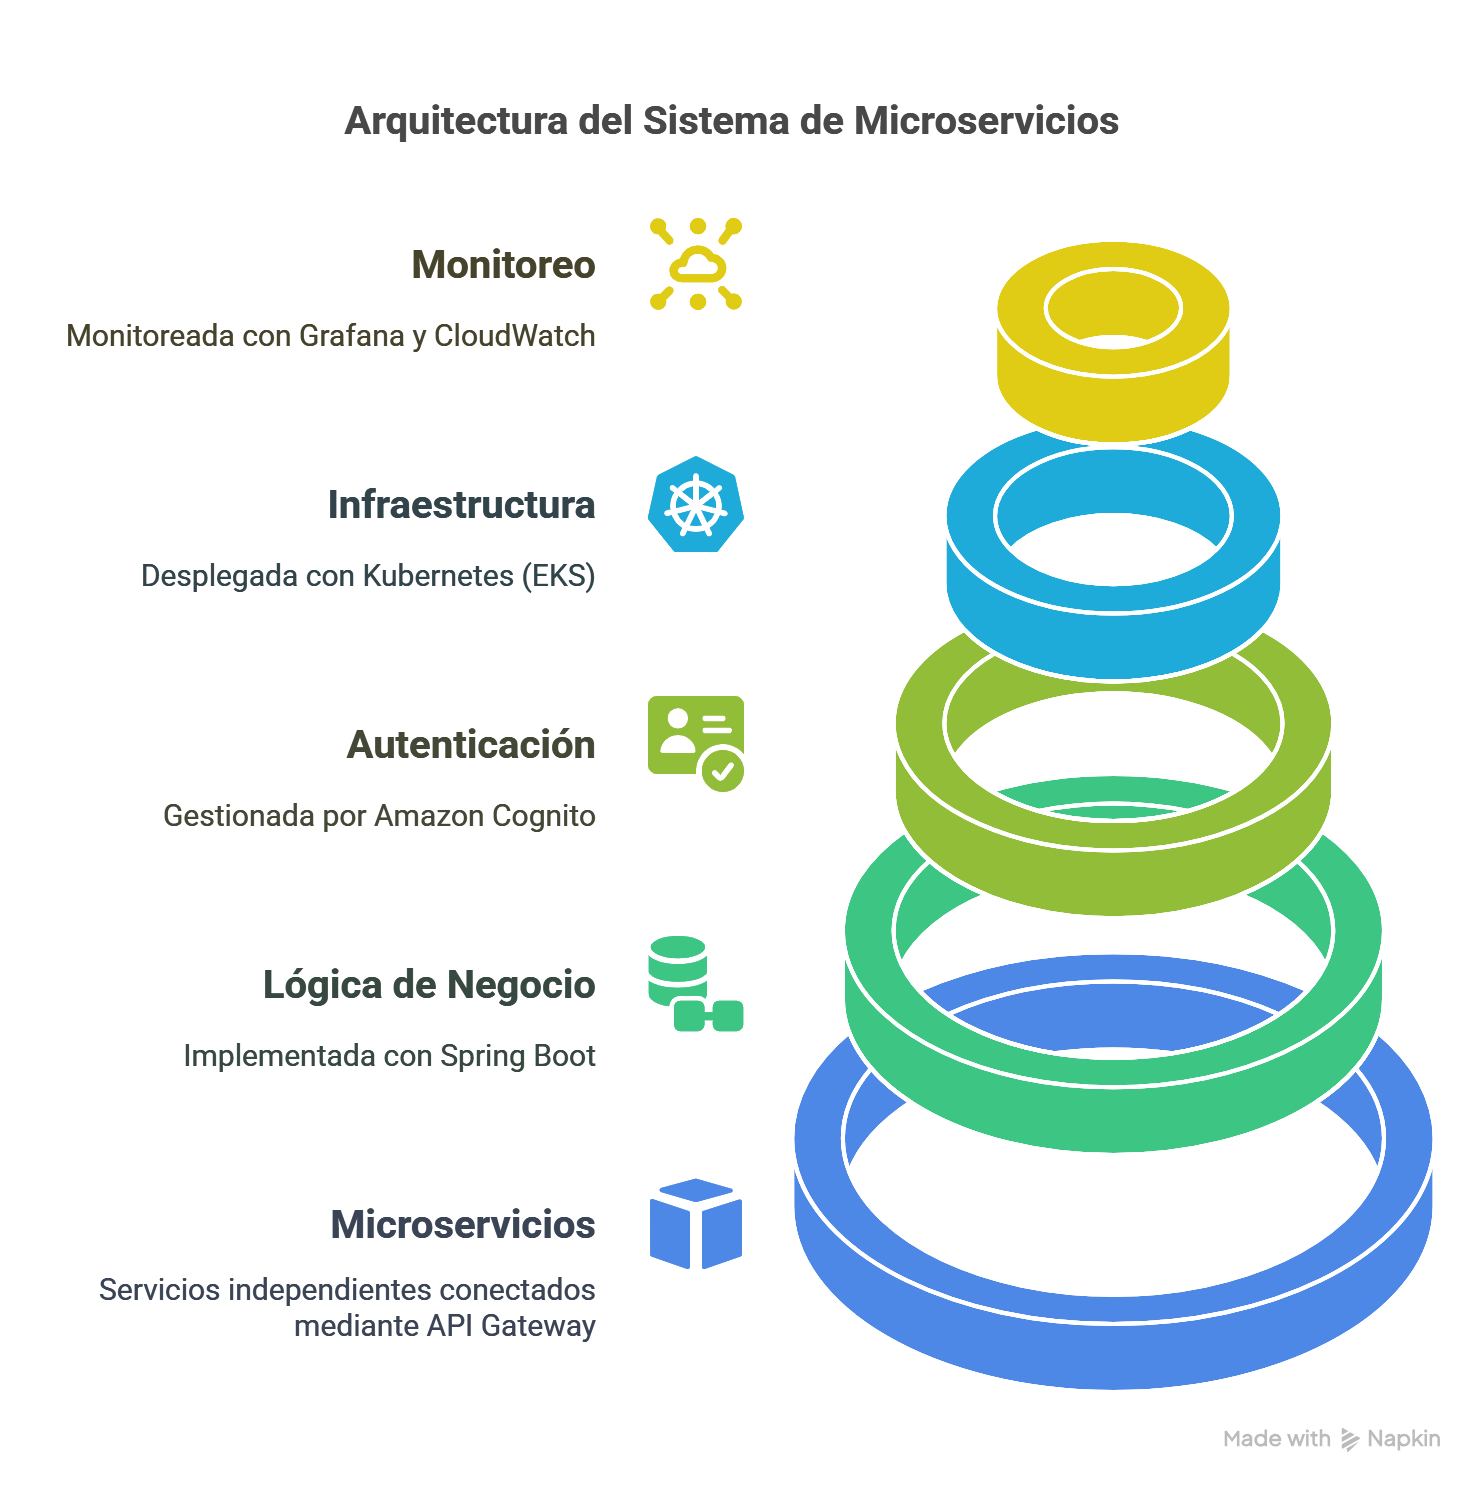 Arquitectura del Sistema de Microservicios
Monitoreo
Monitoreada con Grafana y CloudWatch
Infraestructura
Desplegada con Kubernetes (EKS)
Autenticación
Gestionada por Amazon Cognito
Lógica de Negocio
Implementada con Spring Boot
Microservicios
Servicios independientes conectados
mediante API Gateway
Made with Napkin